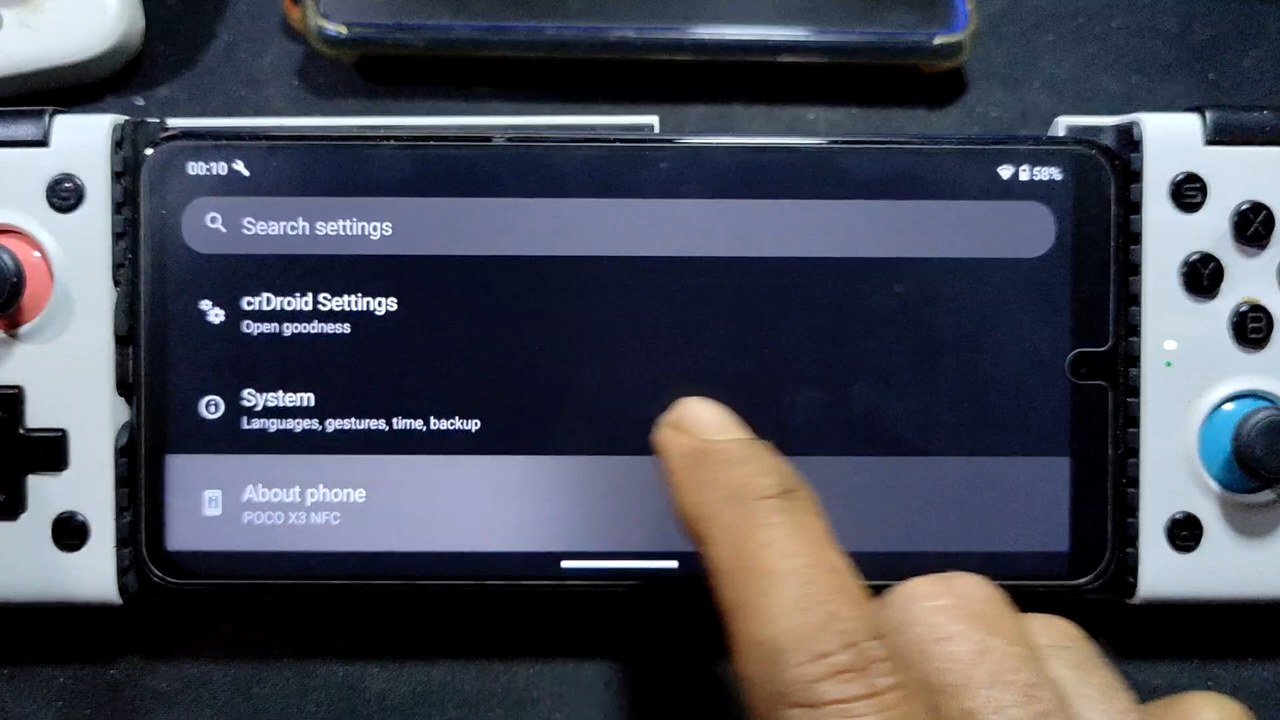 00:10
58%
Search settings
crDroid Settings
Open goodness
System
Languages, gestures, time, backup
About phone
POCO X3 NFC
S
S
X
Y
B